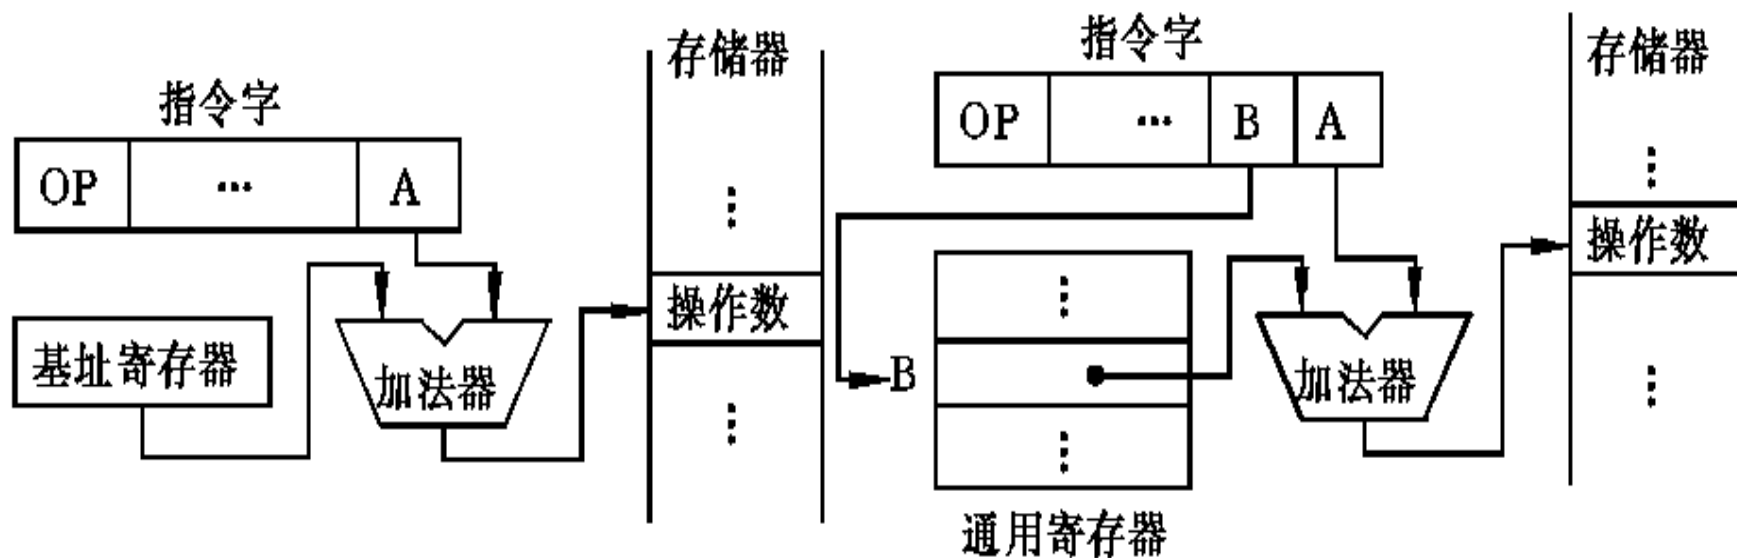 指令字
OP ... A
基址寄存器
加法器
存储器
⋮
操作数
⋮
指令字
OP ... B A
B
⋮
⋮
通用寄存器
加法器
存储器
⋮
操作数
⋮